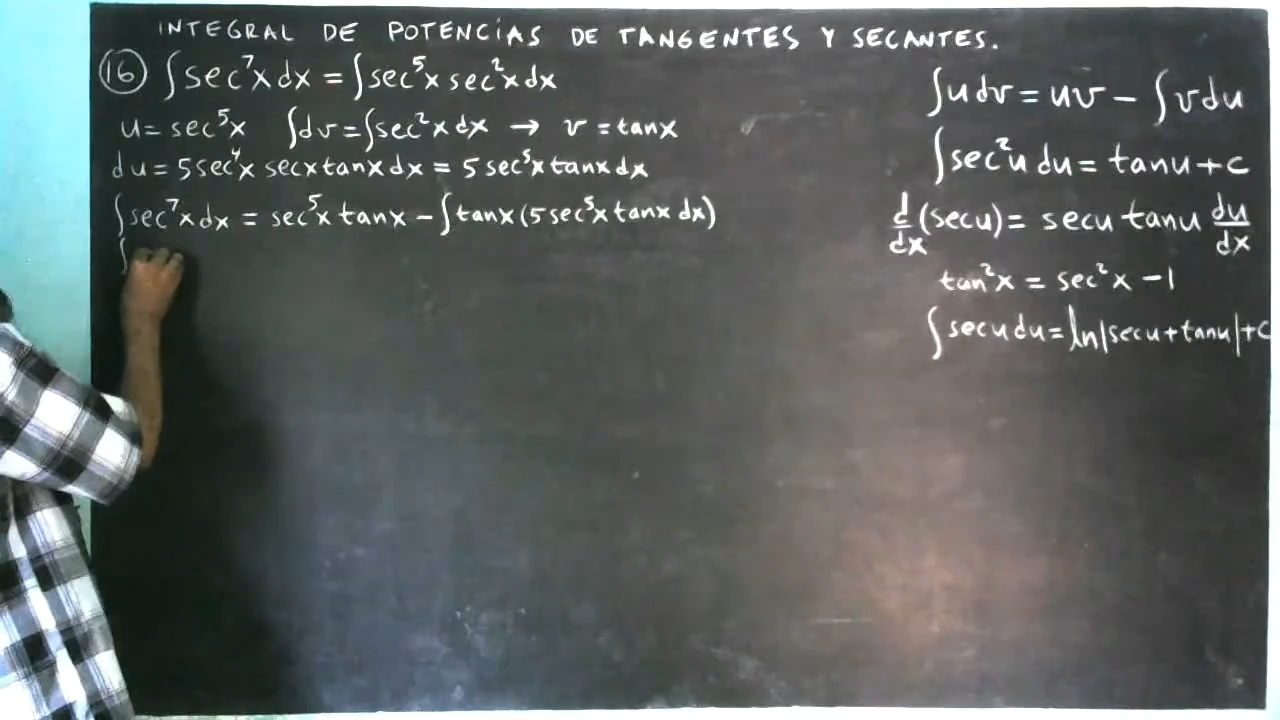 INTEGRAL DE POTENCIAS DE TANGENTES Y SECANTES.
16 ∫sec⁷x dx = ∫sec⁵x sec²x dx
u = sec⁵x ∫dv = ∫sec²x dx → v = tanx
du = 5sec⁴x secx tanx dx = 5 sec⁵x tanx dx
∫sec⁷x dx = sec⁵x tanx - ∫tanx (5 sec⁵x tanx dx)
∫
∫u dv = uv - ∫v du
∫sec²u du = tanu + c
d/dx (secu) = secu tanu du/dx
tan²x = sec²x - 1
∫secu du = ln|secu + tanu| + c